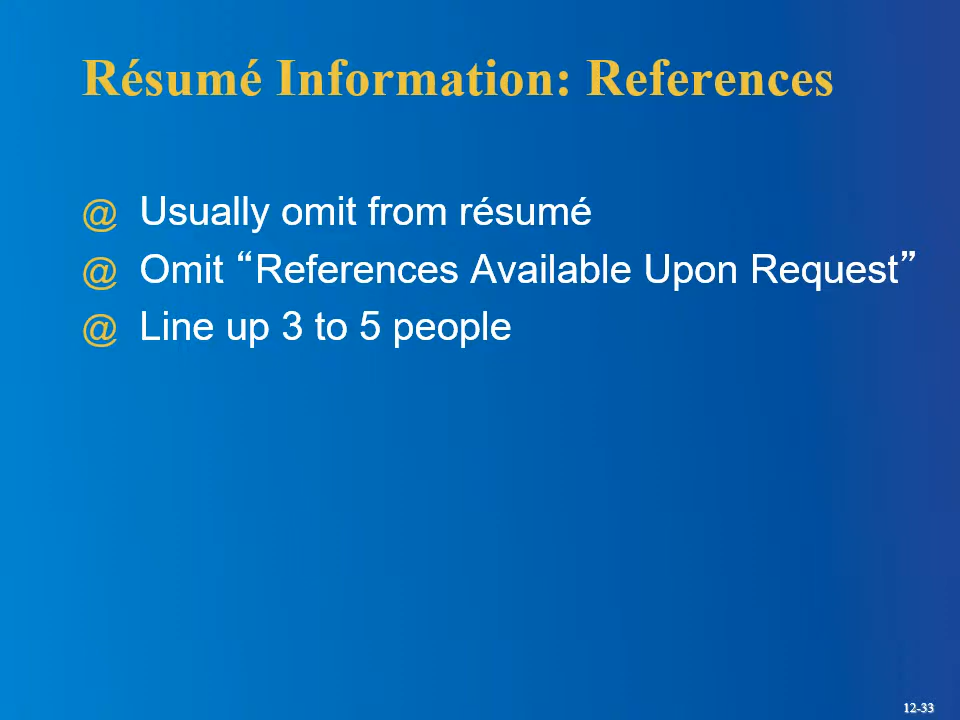 Résumé Information: References
@ Usually omit from résumé
@ Omit “References Available Upon Request”
@ Line up 3 to 5 people
12-33